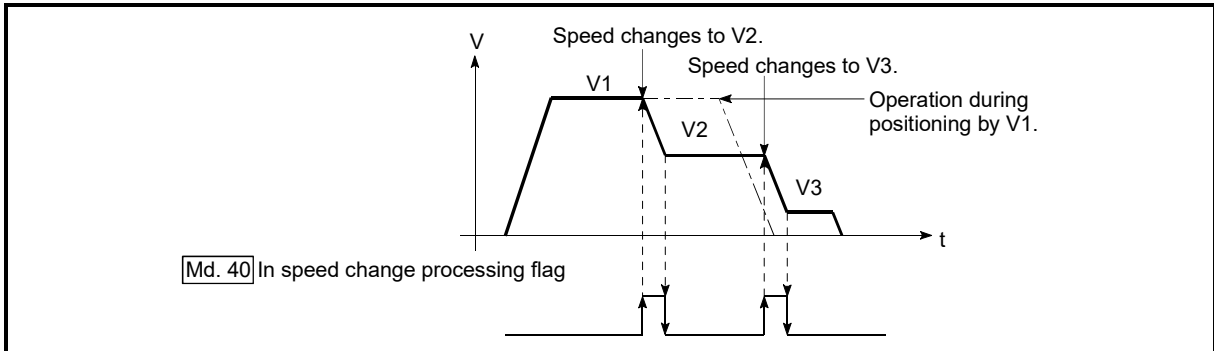 V
Speed changes to V2.
Speed changes to V3.
V1
Operation during
positioning by V1.
V2
V3
t
Md. 40 In speed change processing flag